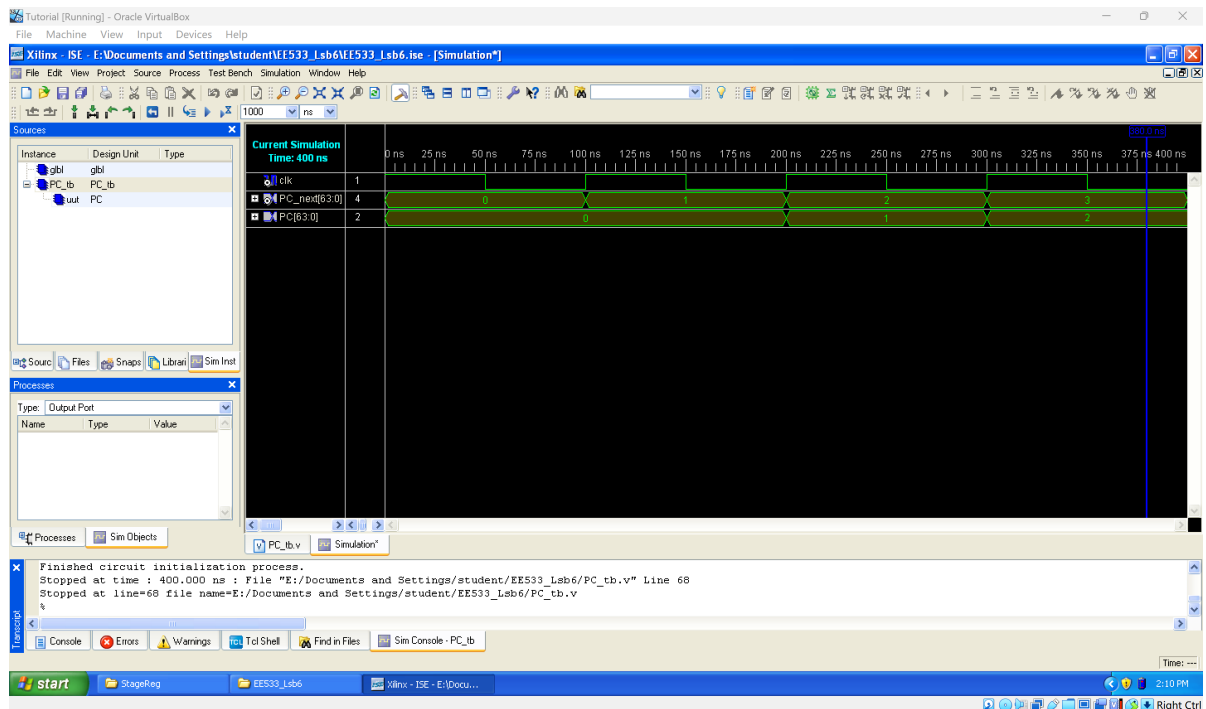 Tutorial [Running] - Oracle VirtualBox
File Machine View Input Devices Help
Xilinx - ISE - E:\Documents and Settings\student\EE533_Lsb6\EE533_Lsb6.ise - [Simulation*]
File Edit View Project Source Process Test Bench Simulation Window Help
1000 ns
Sources
Instance Design Unit Type
glbl glbl
PC_tb PC_tb
uut PC
Sourc Files Snaps Librari Sim Inst
Processes
Type: Output Port
Name Type Value
Processes Sim Objects
Current Simulation
Time: 400 ns
380.0 ns
0 ns 25 ns 50 ns 75 ns 100 ns 125 ns 150 ns 175 ns 200 ns 225 ns 250 ns 275 ns 300 ns 325 ns 350 ns 375 ns 400 ns
clk 1
PC_next[63:0] 4 0 1 2 3
PC[63:0] 2 0 1 2
PC_tb.v Simulation*
Finished circuit initialization process.
Stopped at time : 400.000 ns : File "E:/Documents and Settings/student/EE533_Lsb6/PC_tb.v" Line 68
Stopped at line=68 file name=E:/Documents and Settings/student/EE533_Lsb6/PC_tb.v
%
Transcript
Console Errors Warnings TCL Tcl Shell Find in Files Sim Console - PC_tb
Time: ---
start StageReg EE533_Lsb6 Xilinx - ISE - E:\Docu... 2:10 PM
Right Ctrl